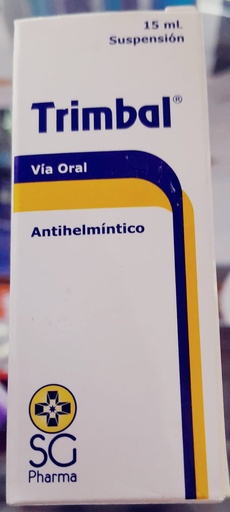 15 mL
Suspensión
Trimbal®
Vía Oral
Antihelmíntico
SG
Pharma